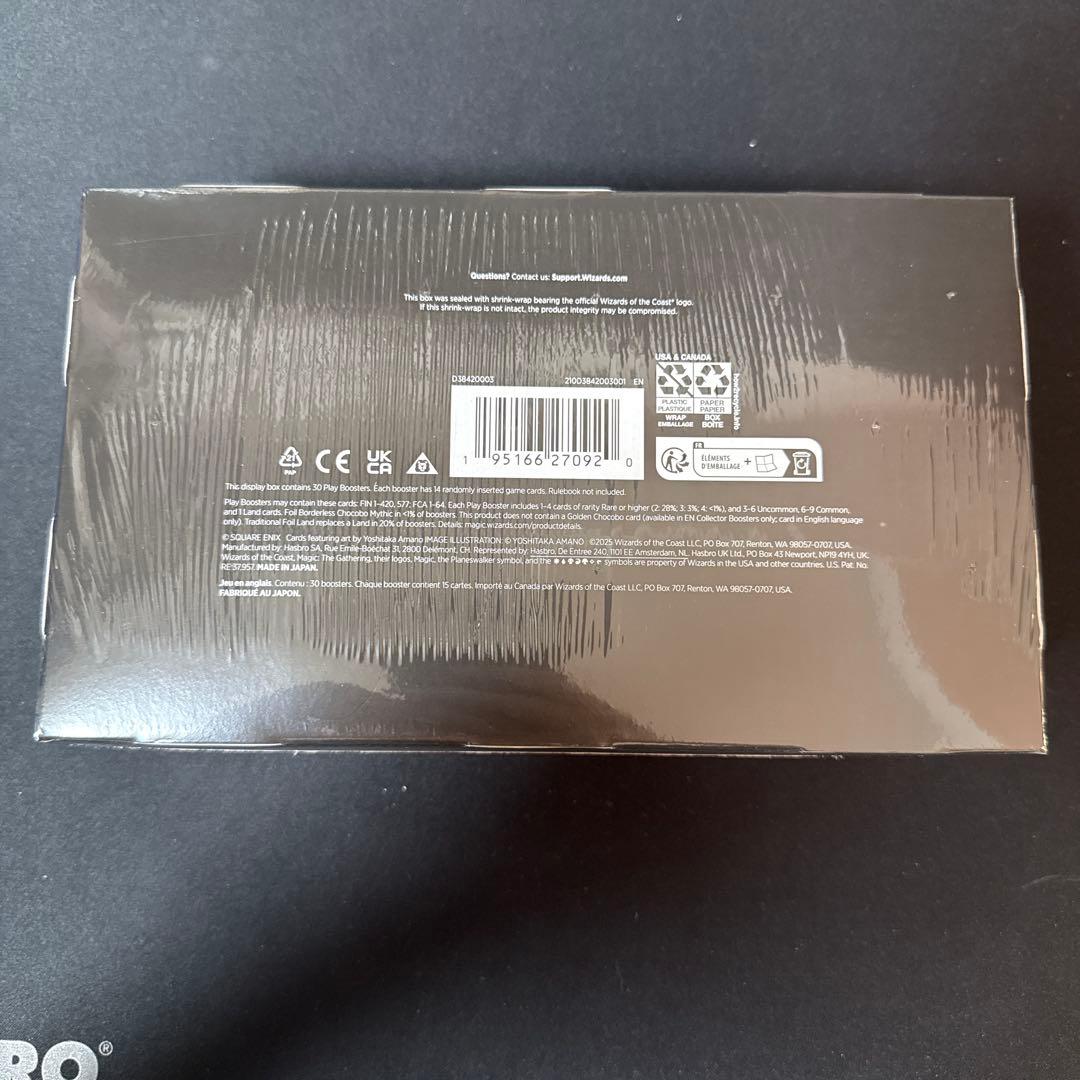 Questions? Contact us: Support.Wizards.com
This box was sealed with shrink-wrap bearing the official Wizards of the Coast® logo.
If this shrink-wrap is not intact, the product integrity may be compromised.
D38420003 210D3842003001 EN
USA & CANADA
PLASTIC PLASTIQUE
WRAP EMBALLAGE
PAPER PAPIER
BOX BOÎTE
how2recycle.info
1 95166 27092 0
21
PAP
CE
UK
CA
FR
ÉLÉMENTS
D'EMBALLAGE +
This display box contains 30 Play Boosters. Each booster has 14 randomly inserted game cards. Rulebook not included.
Play Boosters may contain these cards: FIN 1–420, 577; FCA 1–64. Each Play Booster includes 1–4 cards of rarity Rare or higher (2: 28%; 3: 3%; 4: <1%), and 3–6 Uncommon, 6–9 Common,
and 1 Land cards. Foil Borderless Chocobo Mythic in <1% of boosters. This product does not contain a Golden Chocobo card (available in EN Collector Boosters only; card in English language
only). Traditional Foil Land replaces a Land in 20% of boosters. Details: magic.wizards.com/productdetails.
© SQUARE ENIX Cards featuring art by Yoshitaka Amano IMAGE ILLUSTRATION: © YOSHITAKA AMANO ©2025 Wizards of the Coast LLC, PO Box 707, Renton, WA 98057-0707, USA.
Manufactured by: Hasbro SA, Rue Emile-Boéchat 31, 2800 Delémont, CH. Represented by: Hasbro, De Entree 240, 1101 EE Amsterdam, NL. Hasbro UK Ltd., PO Box 43 Newport, NP19 4YH, UK.
Wizards of the Coast, Magic: The Gathering, their logos, Magic, the Planeswalker symbol, and the symbols are property of Wizards in the USA and other countries. U.S. Pat. No.
RE 37,957. MADE IN JAPAN.
Jeu en anglais. Contenu : 30 boosters. Chaque booster contient 15 cartes. Importé au Canada par Wizards of the Coast LLC, PO Box 707, Renton, WA 98057-0707, USA.
FABRIQUÉ AU JAPON.
RO®